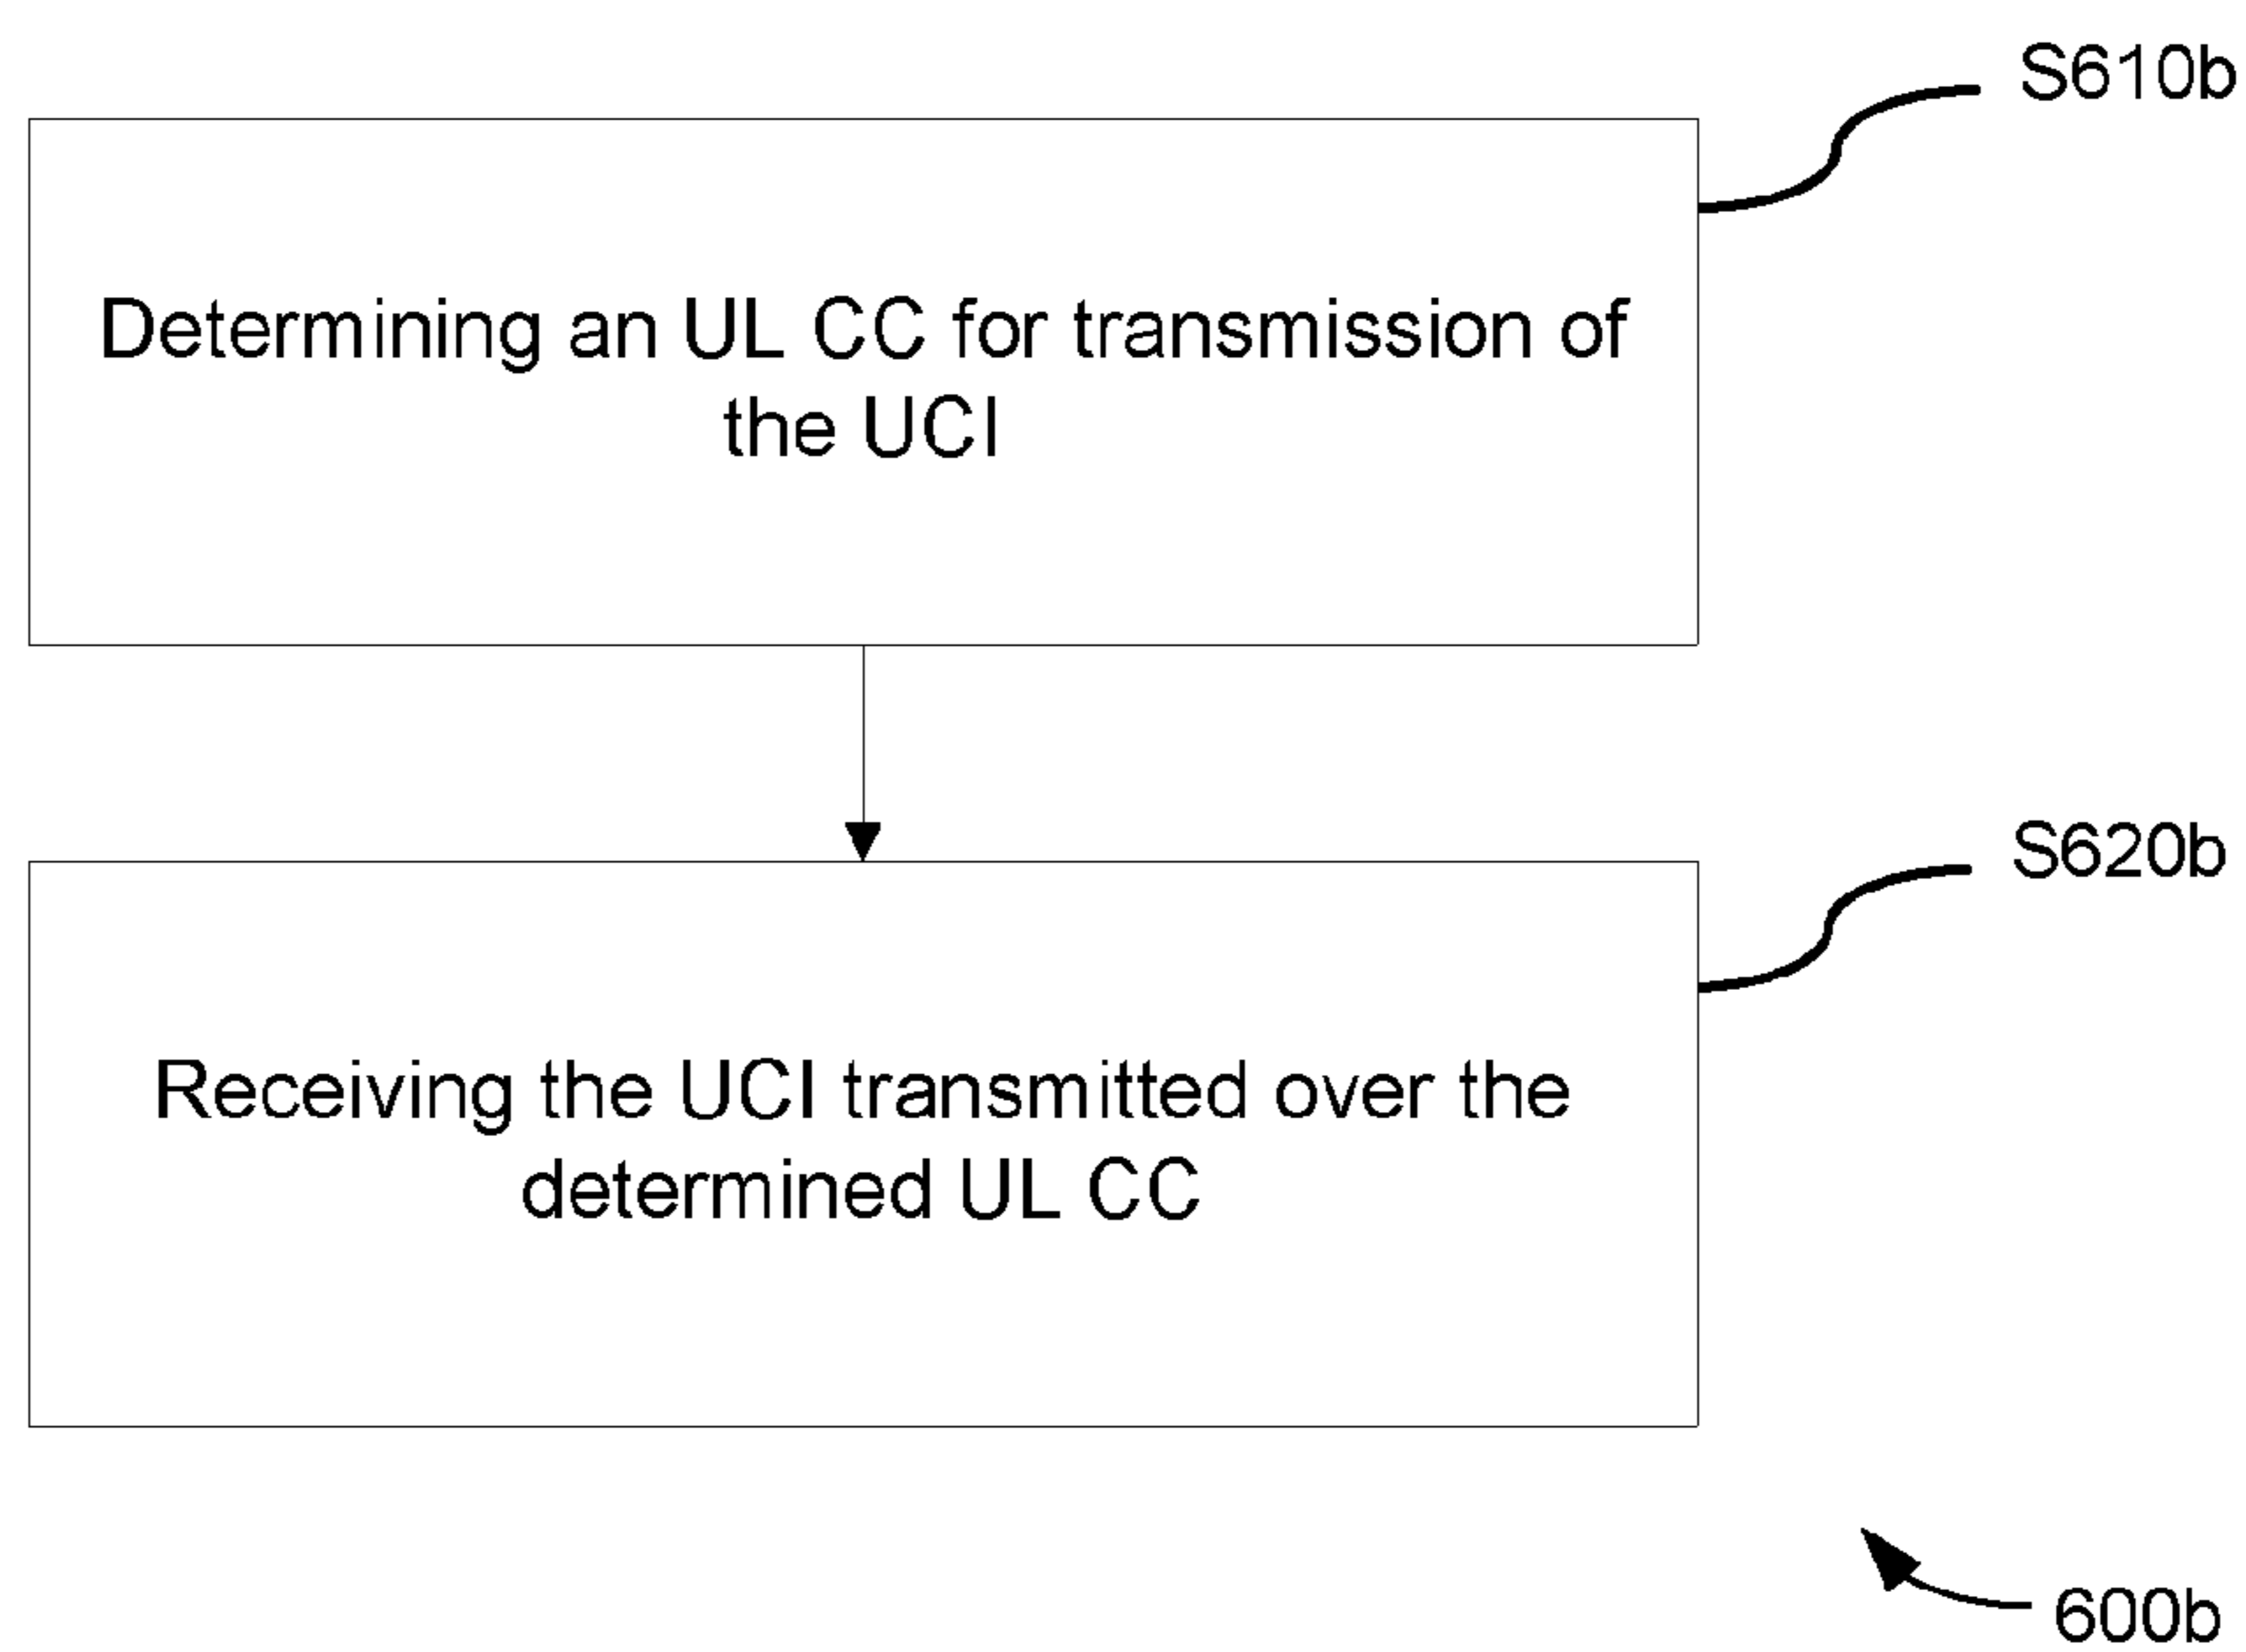 S610b
Determining an UL CC for transmission of
the UCI
S620b
Receiving the UCI transmitted over the
determined UL CC
600b